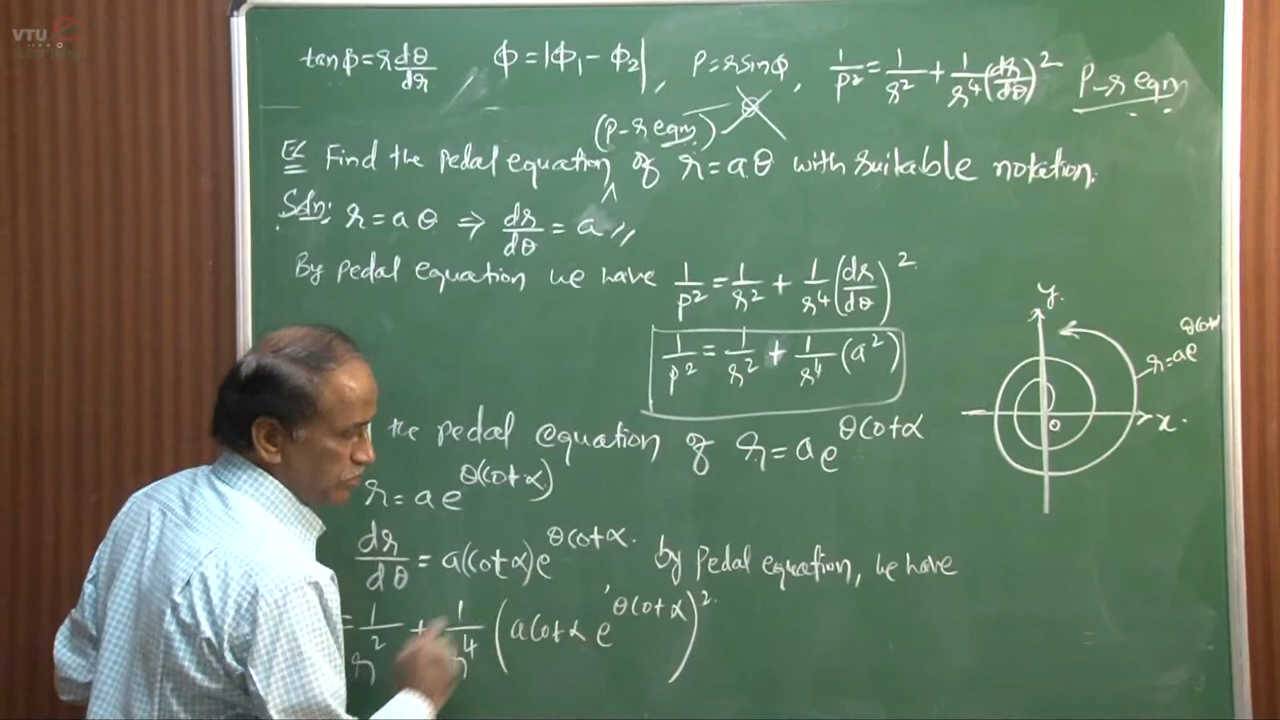 VTU e
Learning
tanϕ = r dθ/dr , ϕ = |ϕ1 - ϕ2| , P = r sinϕ , 1/P² = 1/r² + 1/r⁴ (dr/dθ)² P-r eqn
(P-r eqn) θ
Ex Find the pedal equation ^ of r = aθ with suitable notation.
Soln: r = aθ ⇒ dr/dθ = a //
By pedal equation we have 1/P² = 1/r² + 1/r⁴ (dr/dθ)²
1/P² = 1/r² + 1/r⁴ (a²)
y
r = ae^θcot
x
o
the pedal equation of r = ae^θcotα
r = ae^θ(cotα)
dr/dθ = a(cotα)e^θcotα. by pedal equation, we have
= 1/r² + 1/r⁴ (a cotα e^θcotα)²